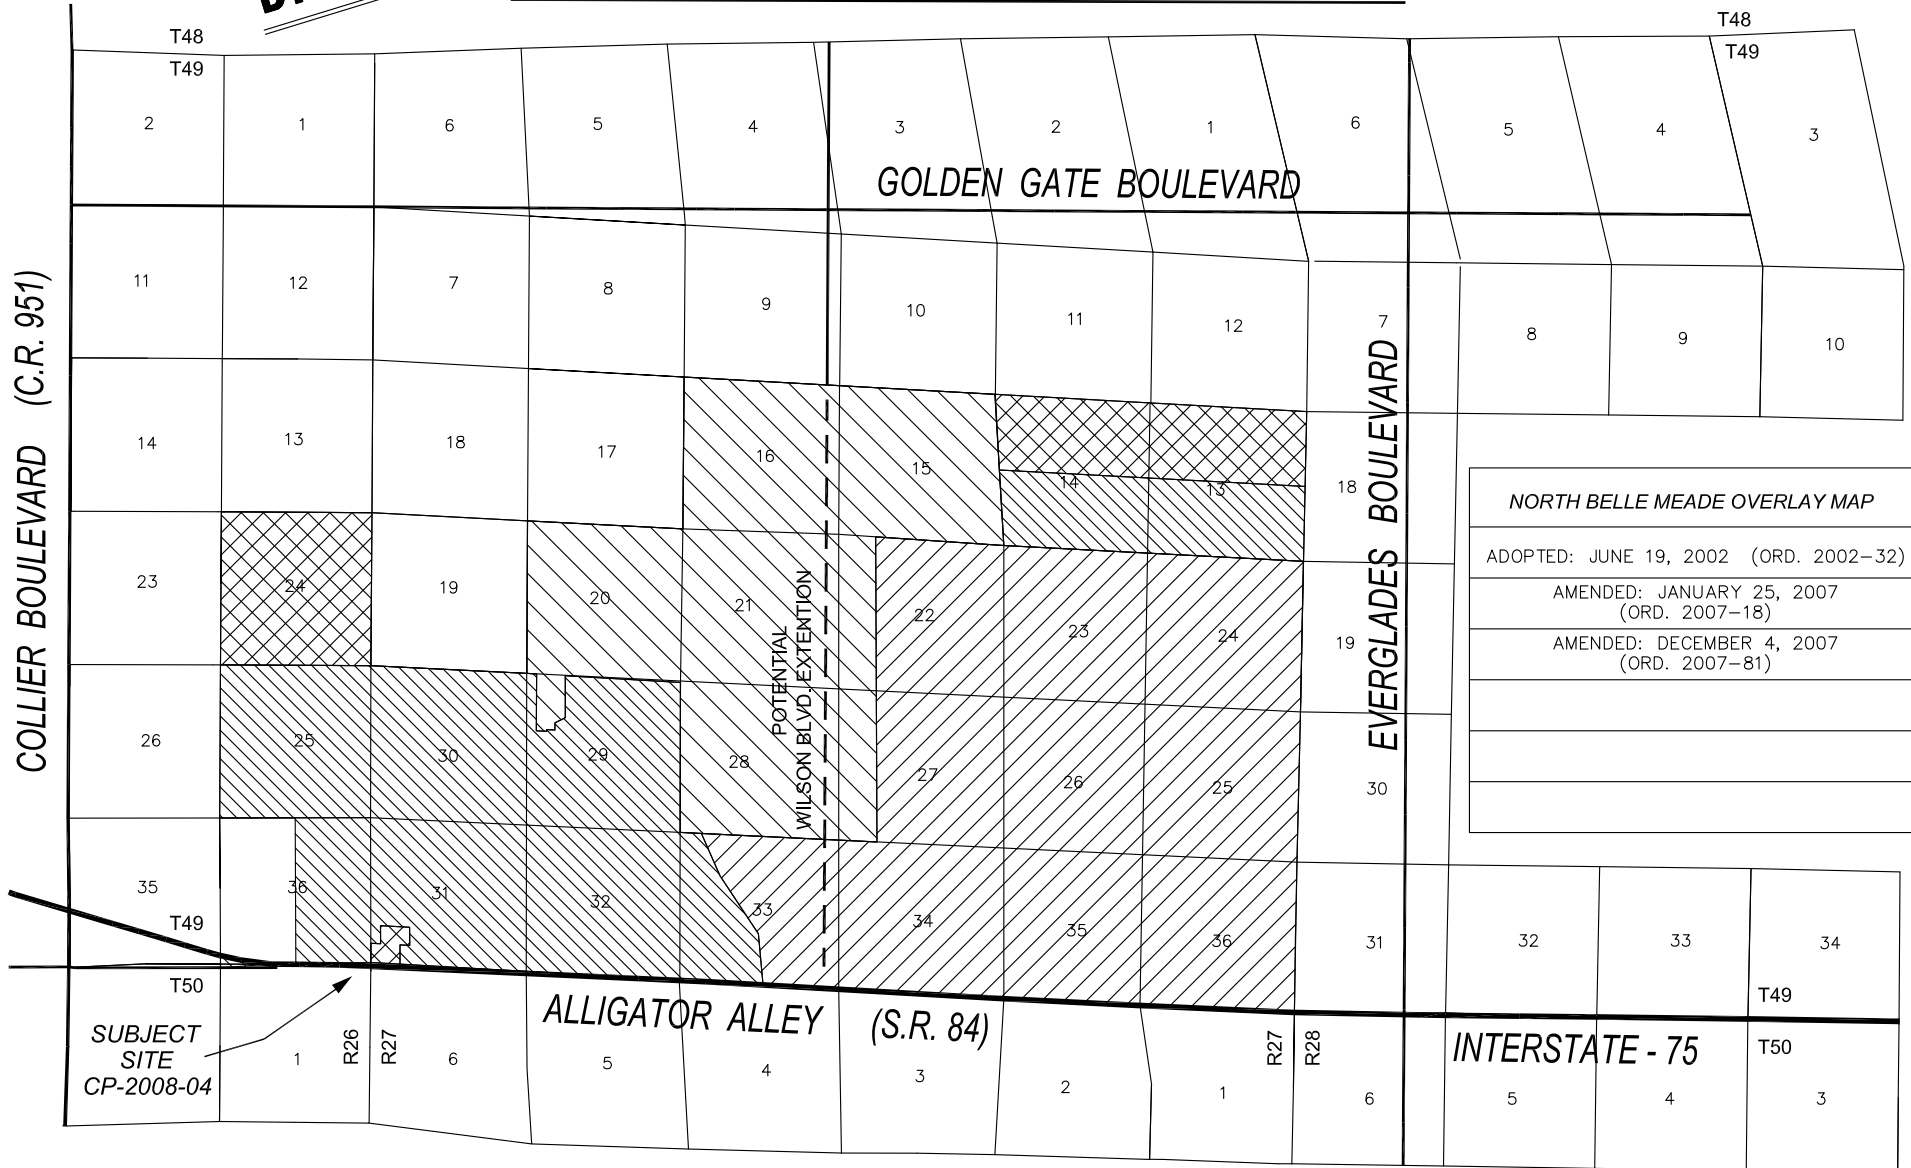 T48
T49
T48
T49
2 1 6 5 4 3 2 1 6 5 4 3
GOLDEN GATE BOULEVARD
11 12 7 8 9 10 11 12 7 8 9 10
COLLIER BOULEVARD (C.R. 951)
EVERGLADES BOULEVARD
14 13 18 17 16 15 14 13 18
NORTH BELLE MEADE OVERLAY MAP
ADOPTED: JUNE 19, 2002 (ORD. 2002-32)
AMENDED: JANUARY 25, 2007
(ORD. 2007-18)
AMENDED: DECEMBER 4, 2007
(ORD. 2007-81)
23 24 19 20 21 22 23 24 19
POTENTIAL
WILSON BLVD. EXTENTION
26 25 30 29 28 27 26 25 30
35 36 31 32 33 34 35 36 31 32 33 34
T49
T50
T49
T50
ALLIGATOR ALLEY (S.R. 84)
INTERSTATE - 75
SUBJECT
SITE
CP-2008-04
R26
R27
R27
R28
1 6 5 4 3 2 1 6 5 4 3